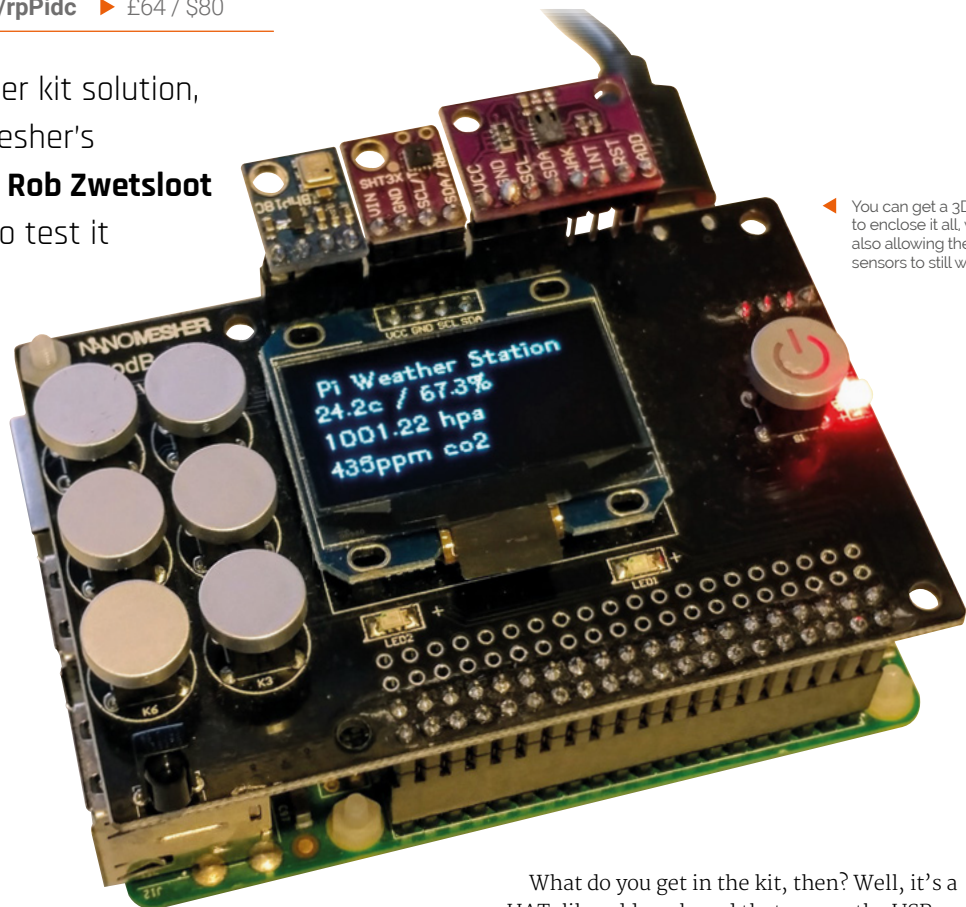 /rpPidc ▶ £64 / $80
er kit solution,
esher's
Rob Zwetsloot
o test it
You can get a 3D
to enclose it all,
also allowing the
sensors to still w
VCC
GND
SCL
SDA
WAK
INT
RST
ADD
SHT3X
VIN
GND
SCL/
SDA/RH
NANOMESHER
VCC GND SCL SDA
Pi Weather Station
24.2c / 67.3%
1001.22 hpa
435ppm co2
LED1
LED2
K3
K6
J12
What do you get in the kit, then? Well, it's a